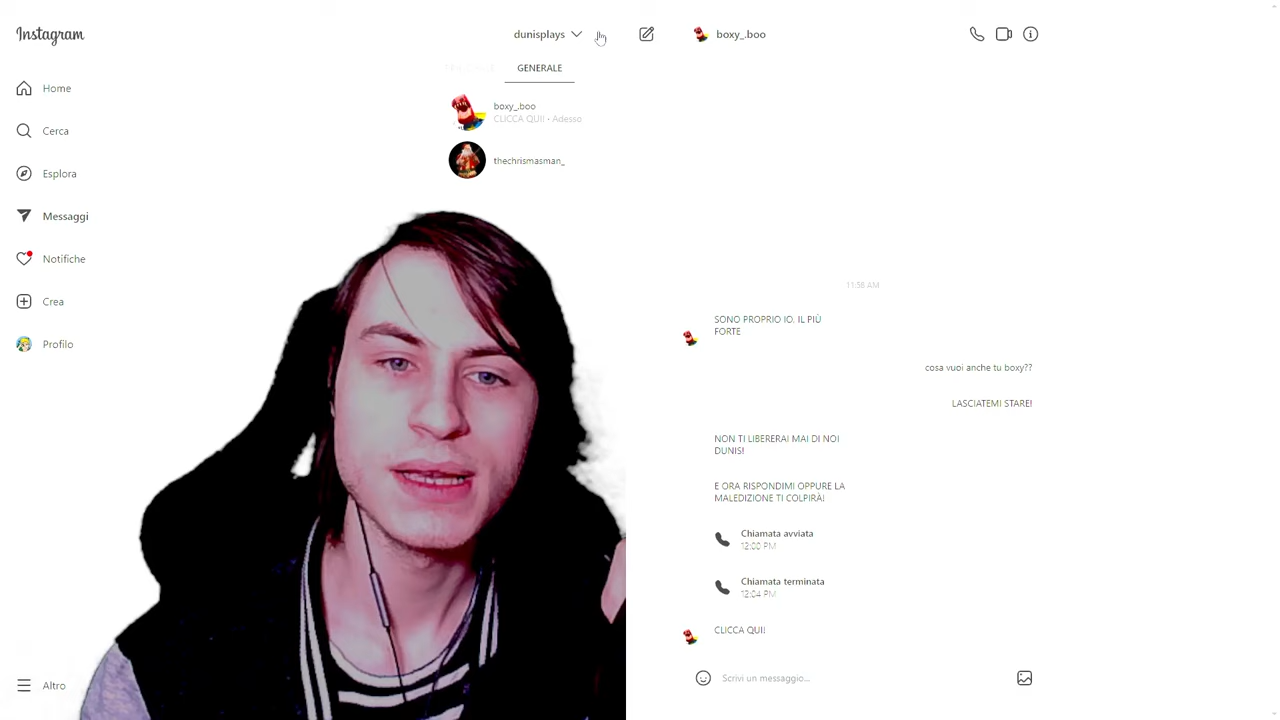 Instagram
dunisplays
GENERALE
Home
Cerca
Esplora
Messaggi
Notifiche
Crea
Profilo
Altro
boxy_.boo
CLICCA QUI! · Adesso
thechrismasman_
boxy_.boo
11:56 AM
SONO PROPRIO IO, IL PIÙ
FORTE
cosa vuoi anche tu boxy??
LASCIATEMI STARE!
NON TI LIBERERAI MAI DI NOI
DUNIS!
E ORA RISPONDIMI OPPURE LA
MALEDIZIONE TI COLPIRÀ!
Chiamata avviata
12:00 PM
Chiamata terminata
12:04 PM
CLICCA QUI!
Scrivi un messaggio...